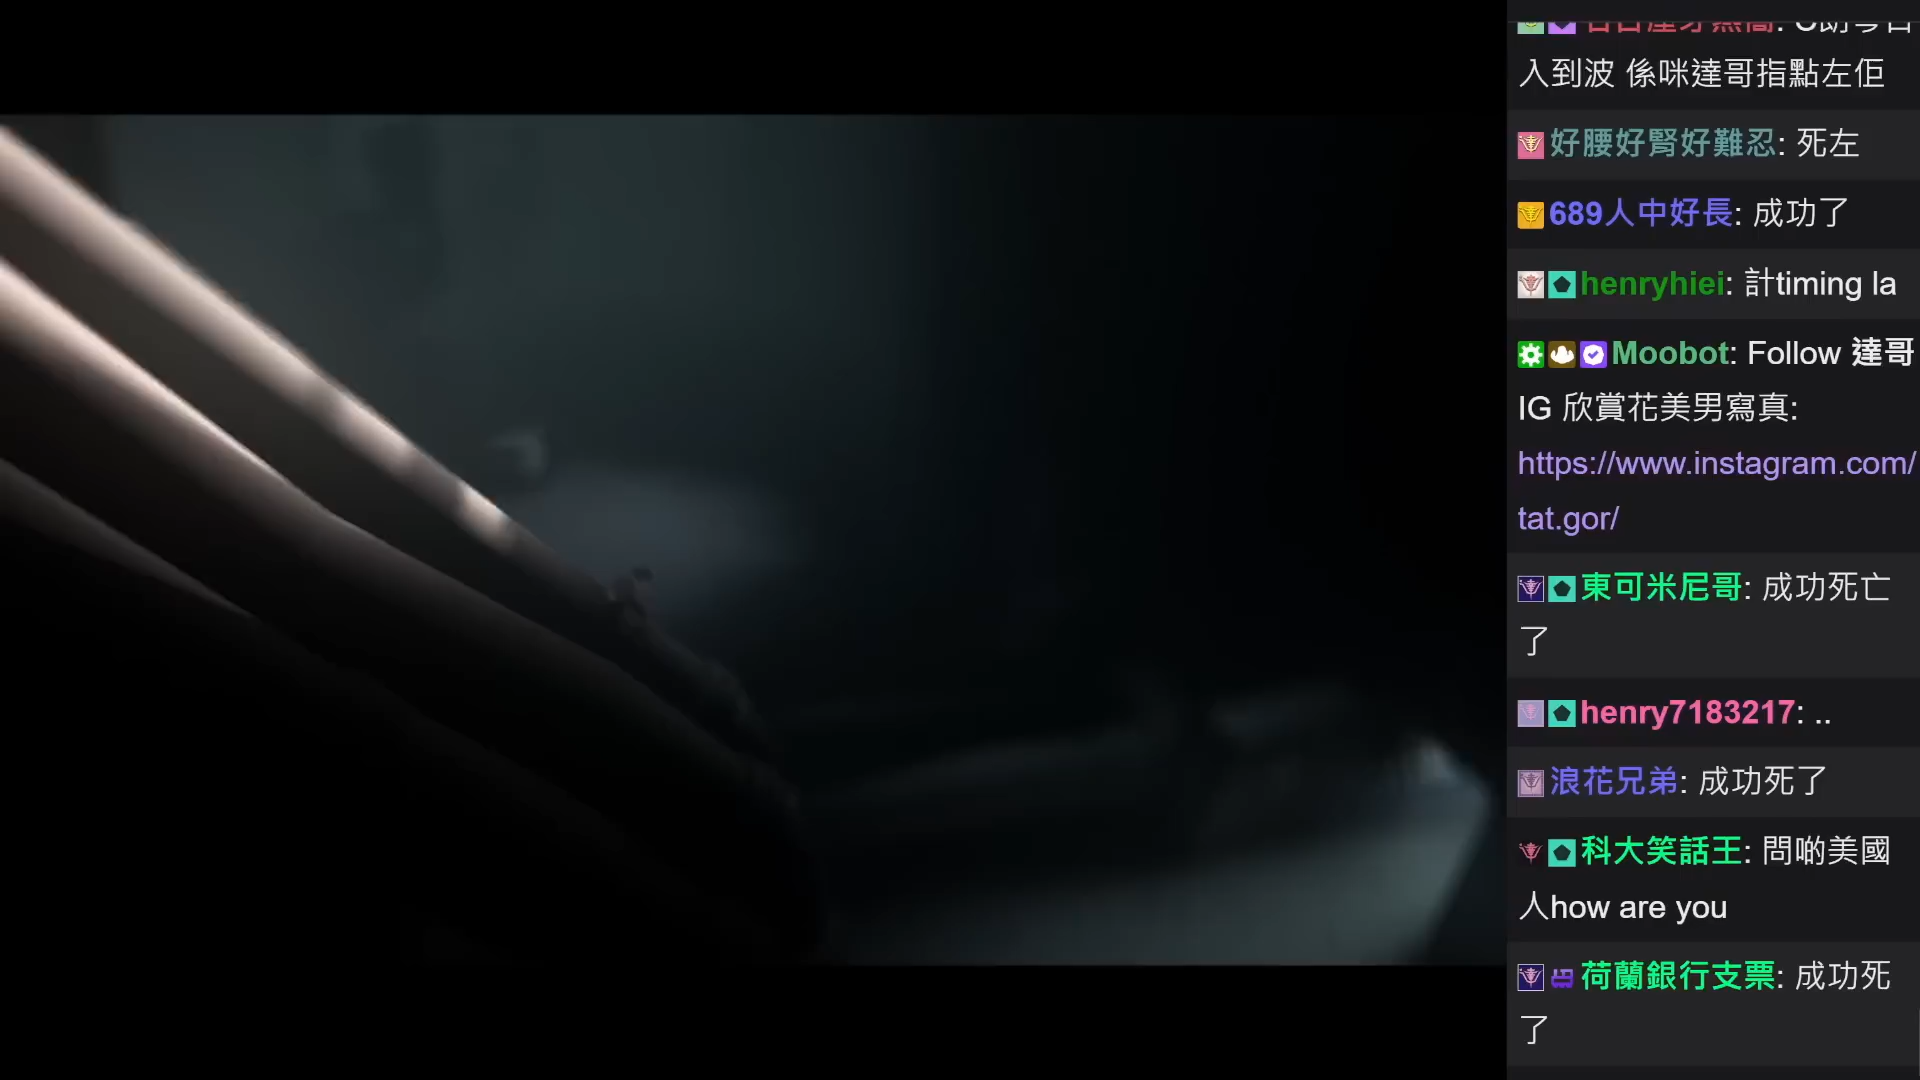 入到波 係咪達哥指點左佢
好腰好腎好難忍: 死左
689人中好長: 成功了
henryhiei: 計timing la
Moobot: Follow 達哥
IG 欣賞花美男寫真:
https://www.instagram.com/
tat.gor/
東可米尼哥: 成功死亡
了
henry7183217: ..
浪花兄弟: 成功死了
科大笑話王: 問啲美國
人how are you
荷蘭銀行支票: 成功死
了